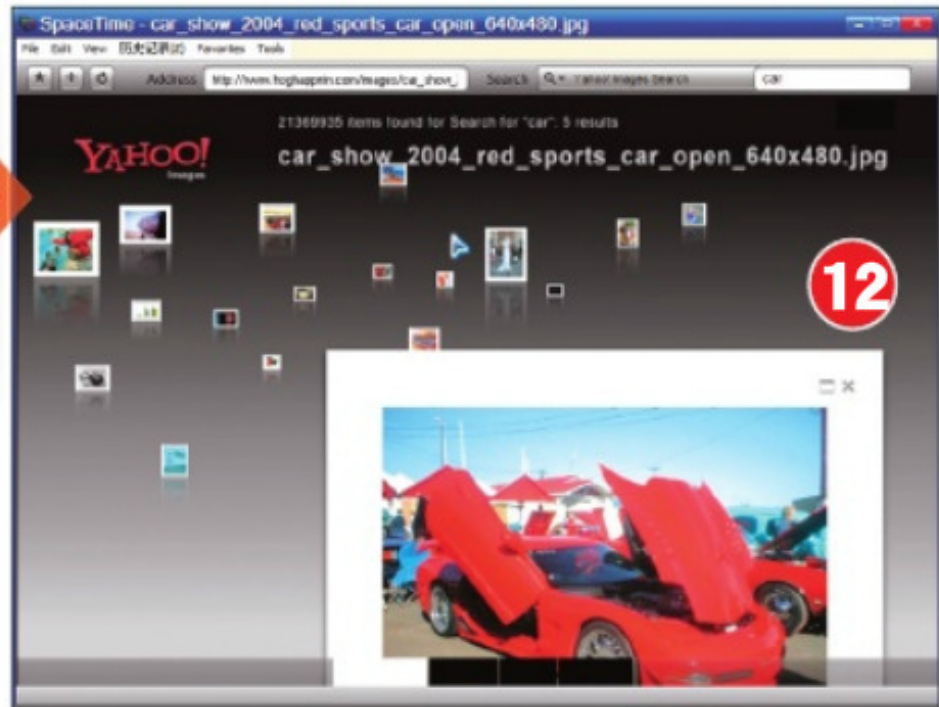 SpaceTime - car_show_2004_red_sports_car_open_640x480.jpg
File Edit View 历史记录(I) Favorites Tools
Address Search Yahoo! Images Search car
21369935 items found for Search for "car". 5 results
YAHOO!
Images
car_show_2004_red_sports_car_open_640x480.jpg
12